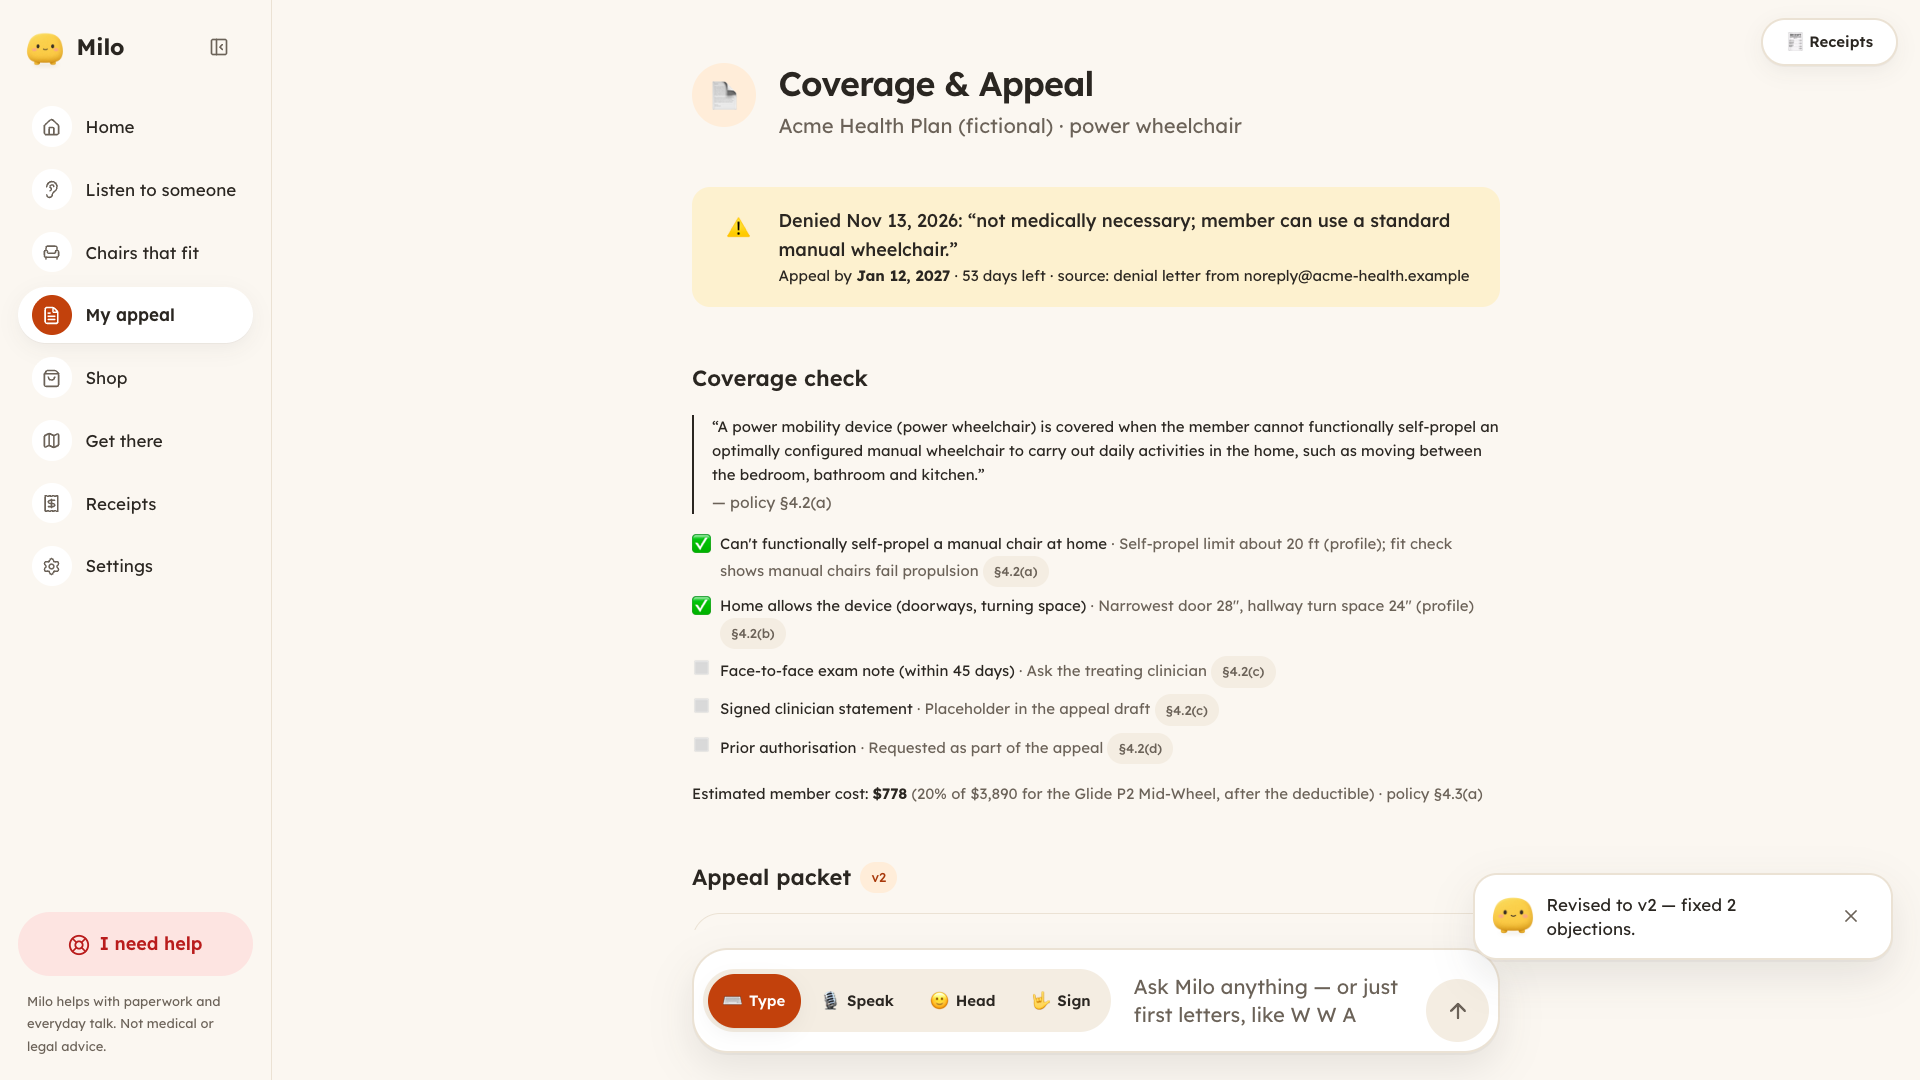 Milo
Home
Listen to someone
Chairs that fit
My appeal
Shop
Get there
Receipts
Settings
I need help
Milo helps with paperwork and
everyday talk. Not medical or
legal advice.
Receipts
Coverage & Appeal
Acme Health Plan (fictional) · power wheelchair
Denied Nov 13, 2026: “not medically necessary; member can use a standard
manual wheelchair.”
Appeal by Jan 12, 2027 · 53 days left · source: denial letter from noreply@acme-health.example
Coverage check
“A power mobility device (power wheelchair) is covered when the member cannot functionally self-propel an
optimally configured manual wheelchair to carry out daily activities in the home, such as moving between
the bedroom, bathroom and kitchen.”
— policy §4.2(a)
Can't functionally self-propel a manual chair at home · Self-propel limit about 20 ft (profile); fit check
shows manual chairs fail propulsion §4.2(a)
Home allows the device (doorways, turning space) · Narrowest door 28", hallway turn space 24" (profile)
§4.2(b)
Face-to-face exam note (within 45 days) · Ask the treating clinician §4.2(c)
Signed clinician statement · Placeholder in the appeal draft §4.2(c)
Prior authorisation · Requested as part of the appeal §4.2(d)
Estimated member cost: $778 (20% of $3,890 for the Glide P2 Mid-Wheel, after the deductible) · policy §4.3(a)
Appeal packet v2
Revised to v2 — fixed 2
objections.
Type Speak Head Sign
Ask Milo anything — or just
first letters, like W W A